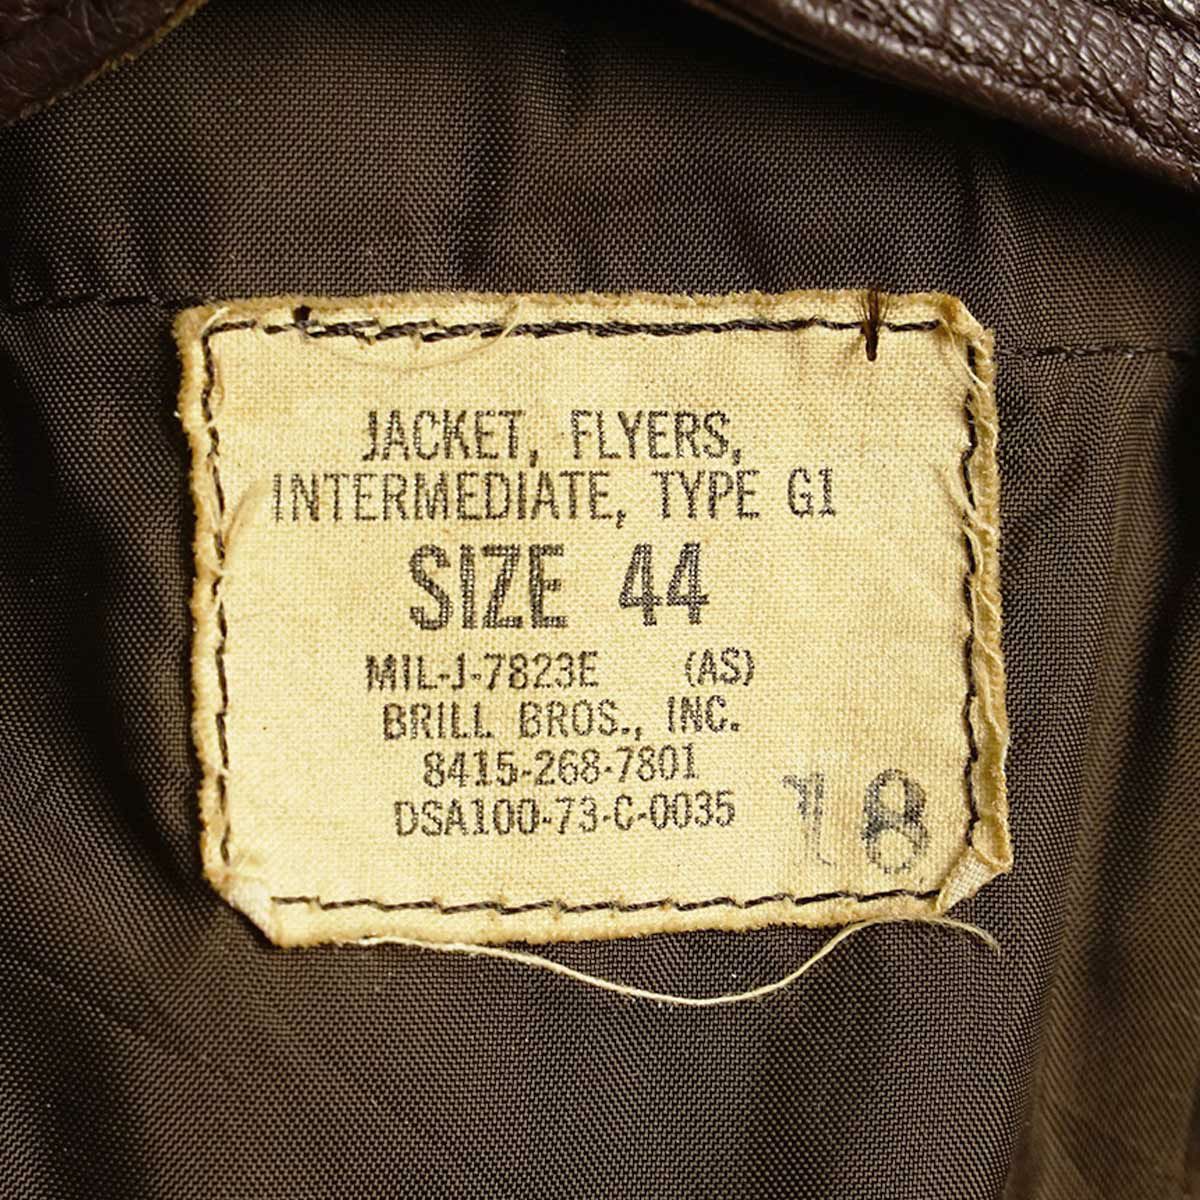 JACKET, FLYERS,
INTERMEDIATE, TYPE G1
SIZE 44
MIL-J-7823E (AS)
BRILL BROS., INC.
8415-268-7801
DSA100-73-C-0035
18